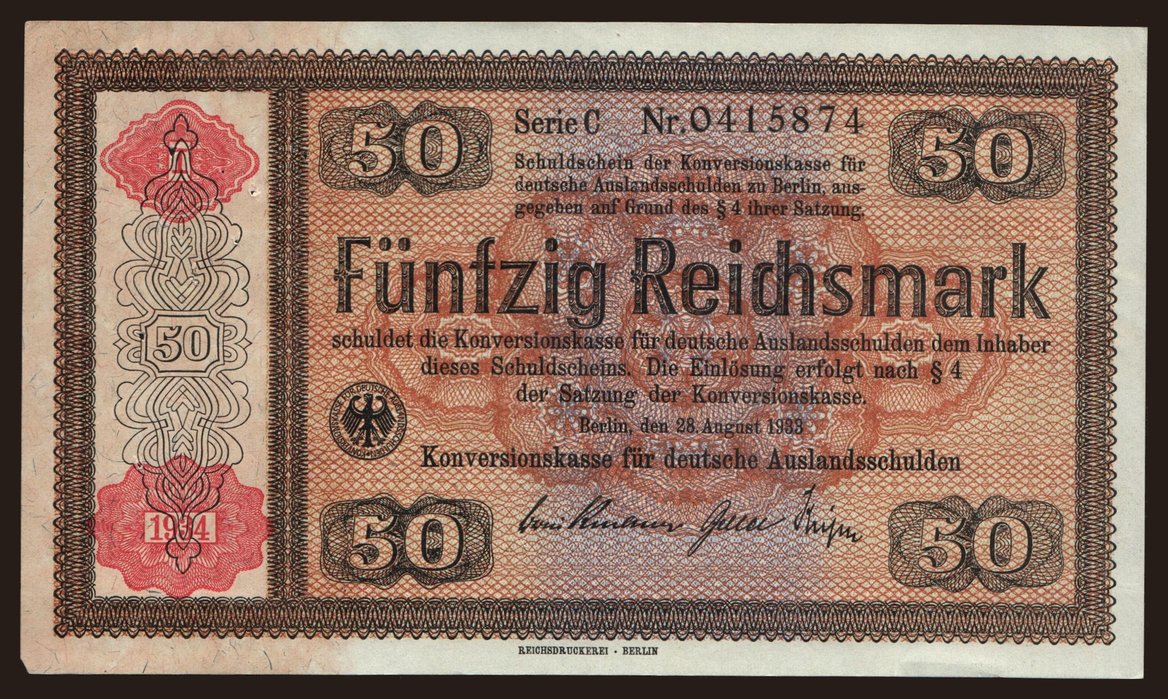 50
Serie C Nr. 0415874
50
Schuldschein der Konversionskasse für
deutsche Auslandsschulden zu Berlin, aus-
gegeben auf Grund des § 4 ihrer Satzung.
Fünfzig Reichsmark
50
schuldet die Konversionskasse für deutsche Auslandsschulden dem Inhaber
dieses Schuldscheins. Die Einlösung erfolgt nach § 4
der Satzung der Konversionskasse.
Berlin, den 28. August 1933
Konversionskasse für deutsche Auslandsschulden
1934
50
50
REICHSDRUCKEREI • BERLIN